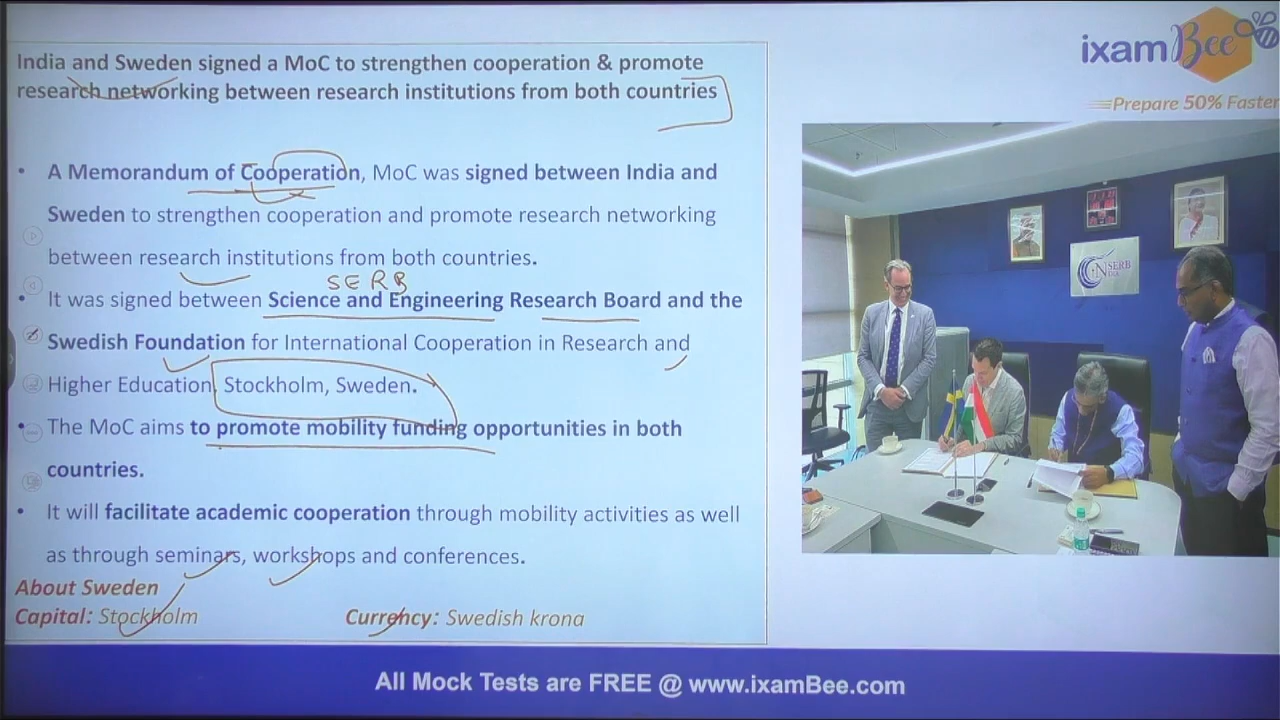 India and Sweden signed a MoC to strengthen cooperation & promote
research networking between research institutions from both countries
• A Memorandum of Cooperation, MoC was signed between India and
Sweden to strengthen cooperation and promote research networking
between research institutions from both countries.
SERB
• It was signed between Science and Engineering Research Board and the
Swedish Foundation for International Cooperation in Research and
Higher Education, Stockholm, Sweden.
• The MoC aims to promote mobility funding opportunities in both
countries.
• It will facilitate academic cooperation through mobility activities as well
as through seminars, workshops and conferences.
About Sweden
Capital: Stockholm Currency: Swedish krona
ixamBee
Prepare 50% Faster
SERB
INDIA
All Mock Tests are FREE @ www.ixamBee.com